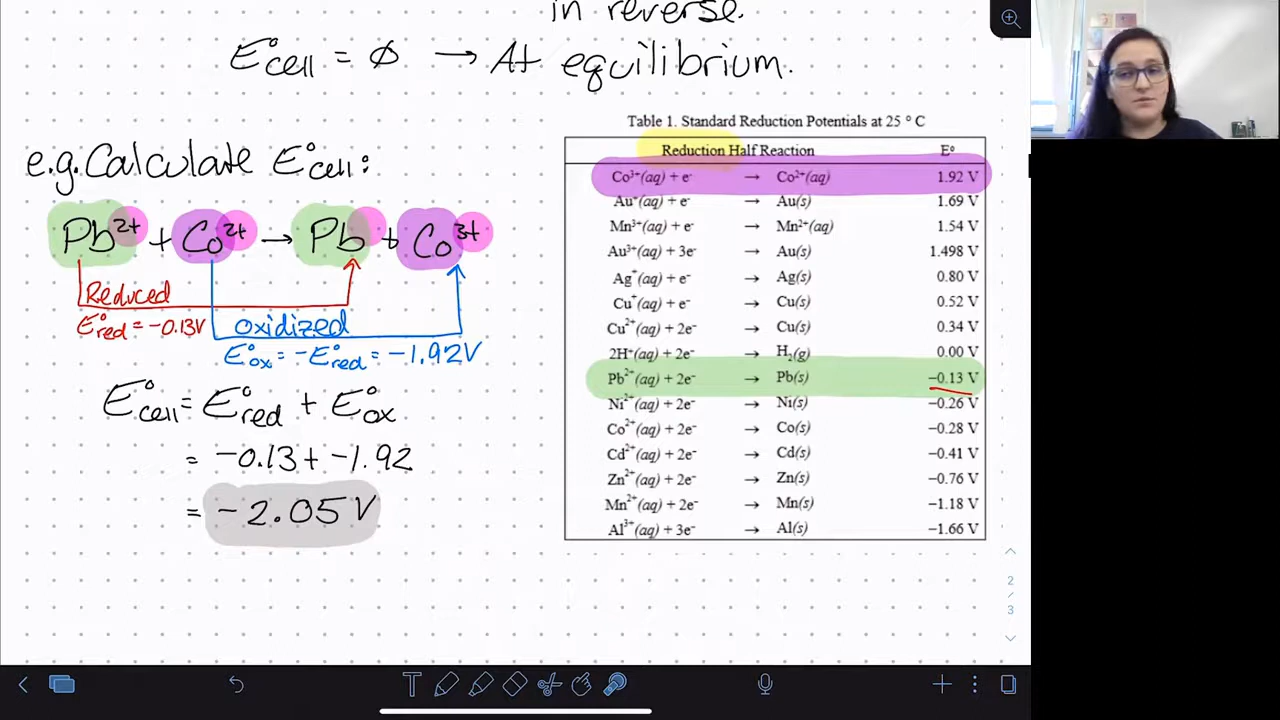 in reverse.
E°cell = ∅ → At equilibrium.
e.g. Calculate E°cell:
Pb²⁺ + Co²⁺ → Pb + Co³⁺
Reduced
E°red = -0.13V
oxidized
E°ox = -E°red = -1.92V
E°cell = E°red + E°ox
= -0.13 + -1.92
= -2.05 V
Table 1. Standard Reduction Potentials at 25 ° C
Reduction Half Reaction E°
Co³⁺(aq) + e⁻ → Co²⁺(aq) 1.92 V
Au⁺(aq) + e⁻ → Au(s) 1.69 V
Mn³⁺(aq) + e⁻ → Mn²⁺(aq) 1.54 V
Au³⁺(aq) + 3e⁻ → Au(s) 1.498 V
Ag⁺(aq) + e⁻ → Ag(s) 0.80 V
Cu⁺(aq) + e⁻ → Cu(s) 0.52 V
Cu²⁺(aq) + 2e⁻ → Cu(s) 0.34 V
2H⁺(aq) + 2e⁻ → H₂(g) 0.00 V
Pb²⁺(aq) + 2e⁻ → Pb(s) −0.13 V
Ni²⁺(aq) + 2e⁻ → Ni(s) −0.26 V
Co²⁺(aq) + 2e⁻ → Co(s) −0.28 V
Cd²⁺(aq) + 2e⁻ → Cd(s) −0.41 V
Zn²⁺(aq) + 2e⁻ → Zn(s) −0.76 V
Mn²⁺(aq) + 2e⁻ → Mn(s) −1.18 V
Al³⁺(aq) + 3e⁻ → Al(s) −1.66 V
2
/
3
T